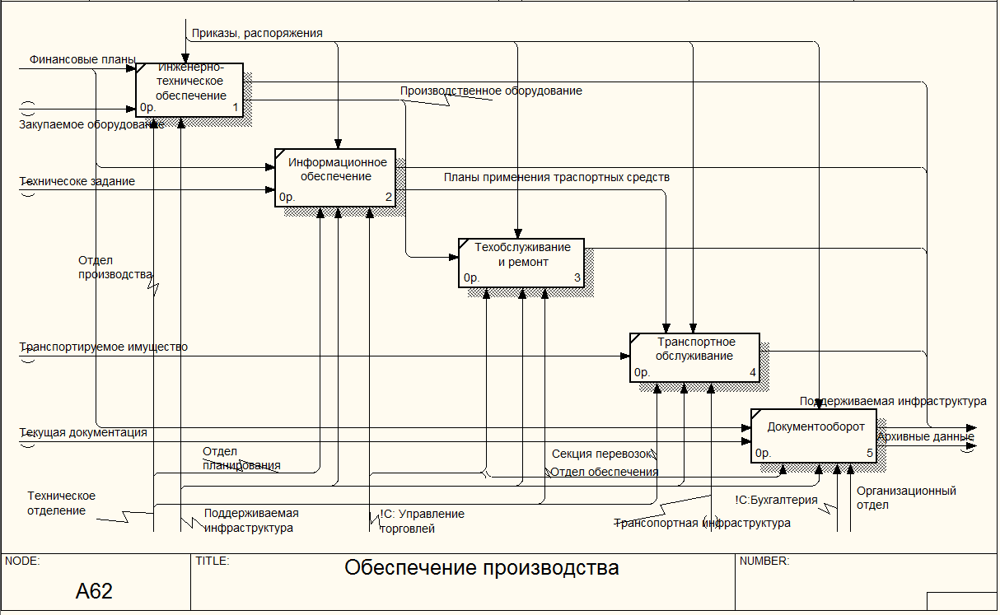 Приказы, распоряжения
Финансовые планы
Инженерно-
техническое
обеспечение
0р. 1
Производственное оборудование
Закупаемое оборудование
Информационное
обеспечение
0р. 2
Планы применения траспортных средств
Техничесоке задание
Техобслуживание
и ремонт
0р. 3
Отдел
производства
Транспортируемое имущество
Транспортное
обслуживание
0р. 4
Поддерживаемая инфраструктура
Текущая документация
Документооборот
0р. 5
Архивные данные
Отдел
планирования
Секция перевозок
Отдел обеспечения
Техническое
отделение
Поддерживаемая
инфраструктура
!С: Управление
торговлей
Трансопортная инфраструктура
!С:Бухгалтерия
Организационный
отдел
NODE: TITLE: NUMBER:
A62 Обеспечение производства